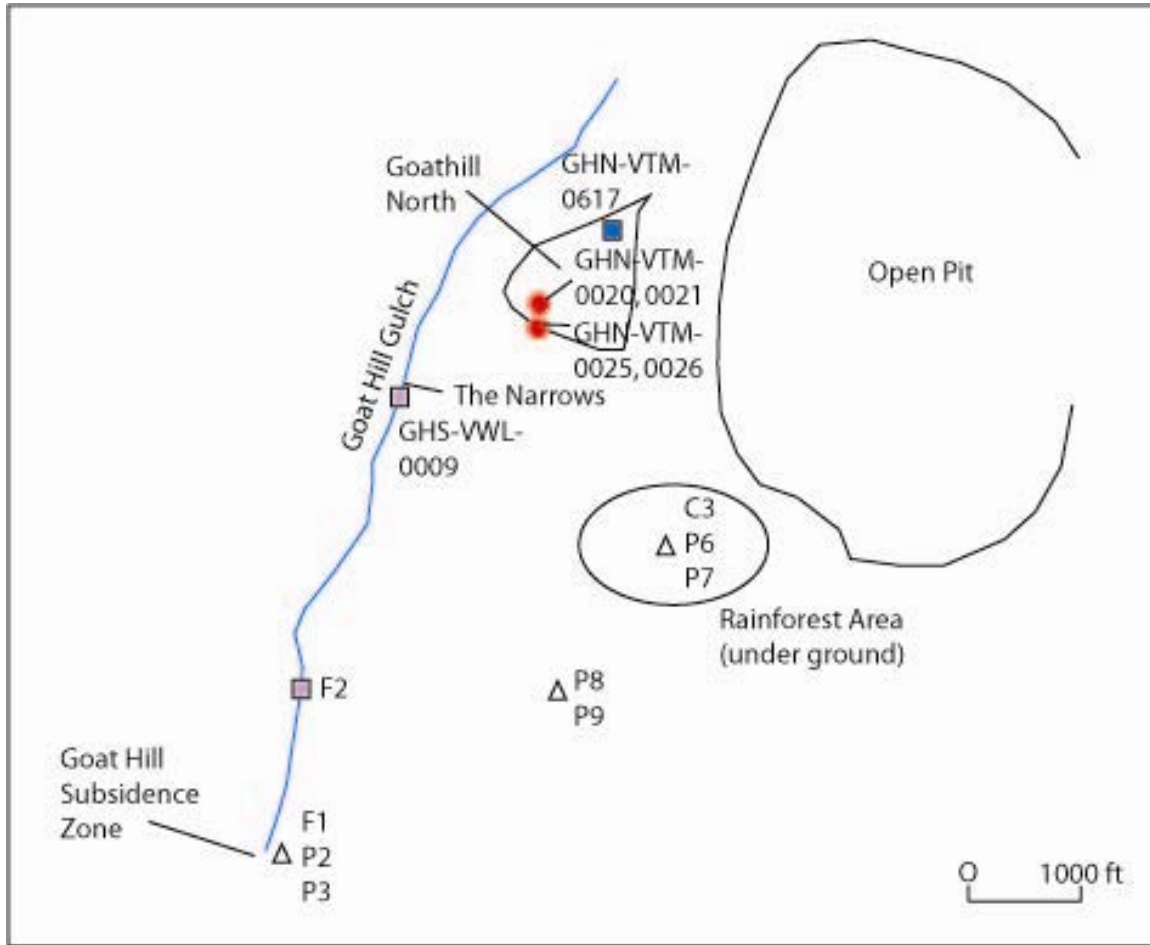 Goathill
North
GHN-VTM-
0617
GHN-VTM-
0020, 0021
GHN-VTM-
0025, 0026
Open Pit
Goat Hill Gulch
The Narrows
GHS-VWL-
0009
C3
P6
P7
Rainforest Area
(under ground)
F2
P8
P9
Goat Hill
Subsidence
Zone
F1
P2
P3
O 1000 ft